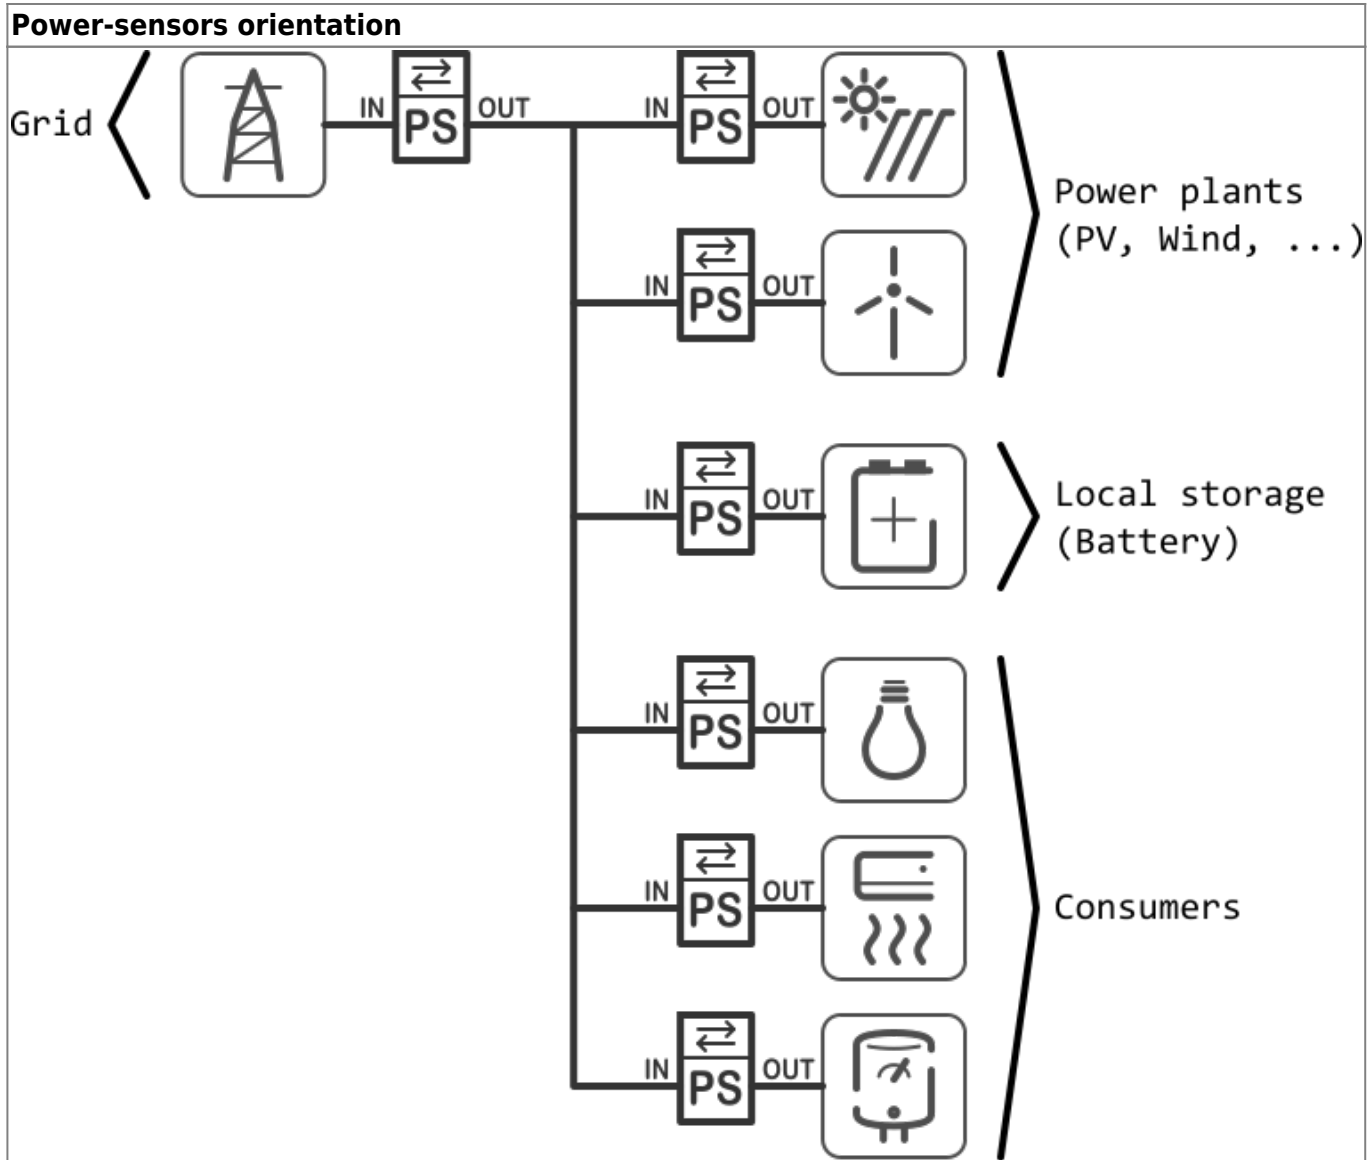 Power-sensors orientation
Grid
IN
PS
OUT
IN
PS
OUT
Power plants
(PV, Wind, ...)
IN
PS
OUT
IN
PS
OUT
Local storage
(Battery)
IN
PS
OUT
IN
PS
OUT
Consumers
IN
PS
OUT